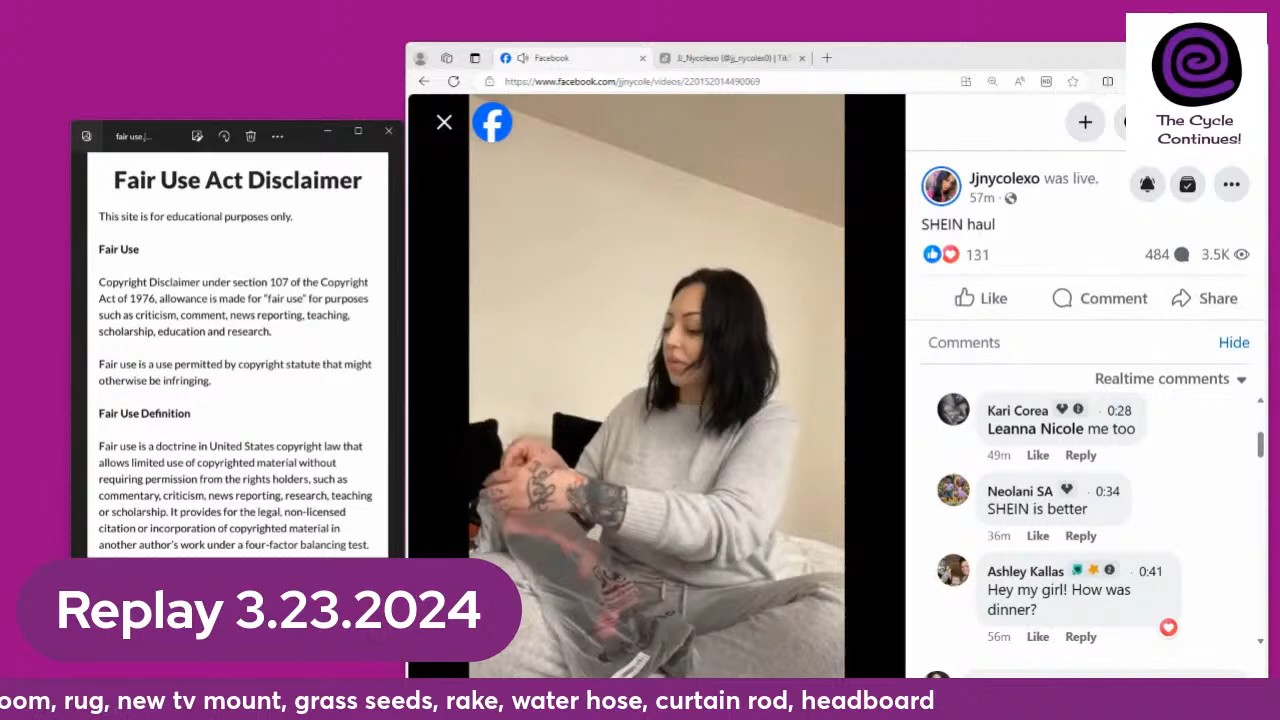 The Cycle
Continues!
Facebook
JJ_Nycolexo (@jj_nycolex0) | TikT
https://www.facebook.com/jjnycole/videos/220152014490069
fair use.j...
Fair Use Act Disclaimer
This site is for educational purposes only.
Fair Use
Copyright Disclaimer under section 107 of the Copyright
Act of 1976, allowance is made for "fair use" for purposes
such as criticism, comment, news reporting, teaching,
scholarship, education and research.
Fair use is a use permitted by copyright statute that might
otherwise be infringing.
Fair Use Definition
Fair use is a doctrine in United States copyright law that
allows limited use of copyrighted material without
requiring permission from the rights holders, such as
commentary, criticism, news reporting, research, teaching
or scholarship. It provides for the legal, non-licensed
citation or incorporation of copyrighted material in
another author's work under a four-factor balancing test.
Jjnycolexo was live.
57m ·
SHEIN haul
131
484
3.5K
Like
Comment
Share
Comments
Hide
Realtime comments
Kari Corea · 0:28
Leanna Nicole me too
49m Like Reply
Neolani SA · 0:34
SHEIN is better
36m Like Reply
Ashley Kallas · 0:41
Hey my girl! How was
dinner?
56m Like Reply
Replay 3.23.2024
oom, rug, new tv mount, grass seeds, rake, water hose, curtain rod, headboard